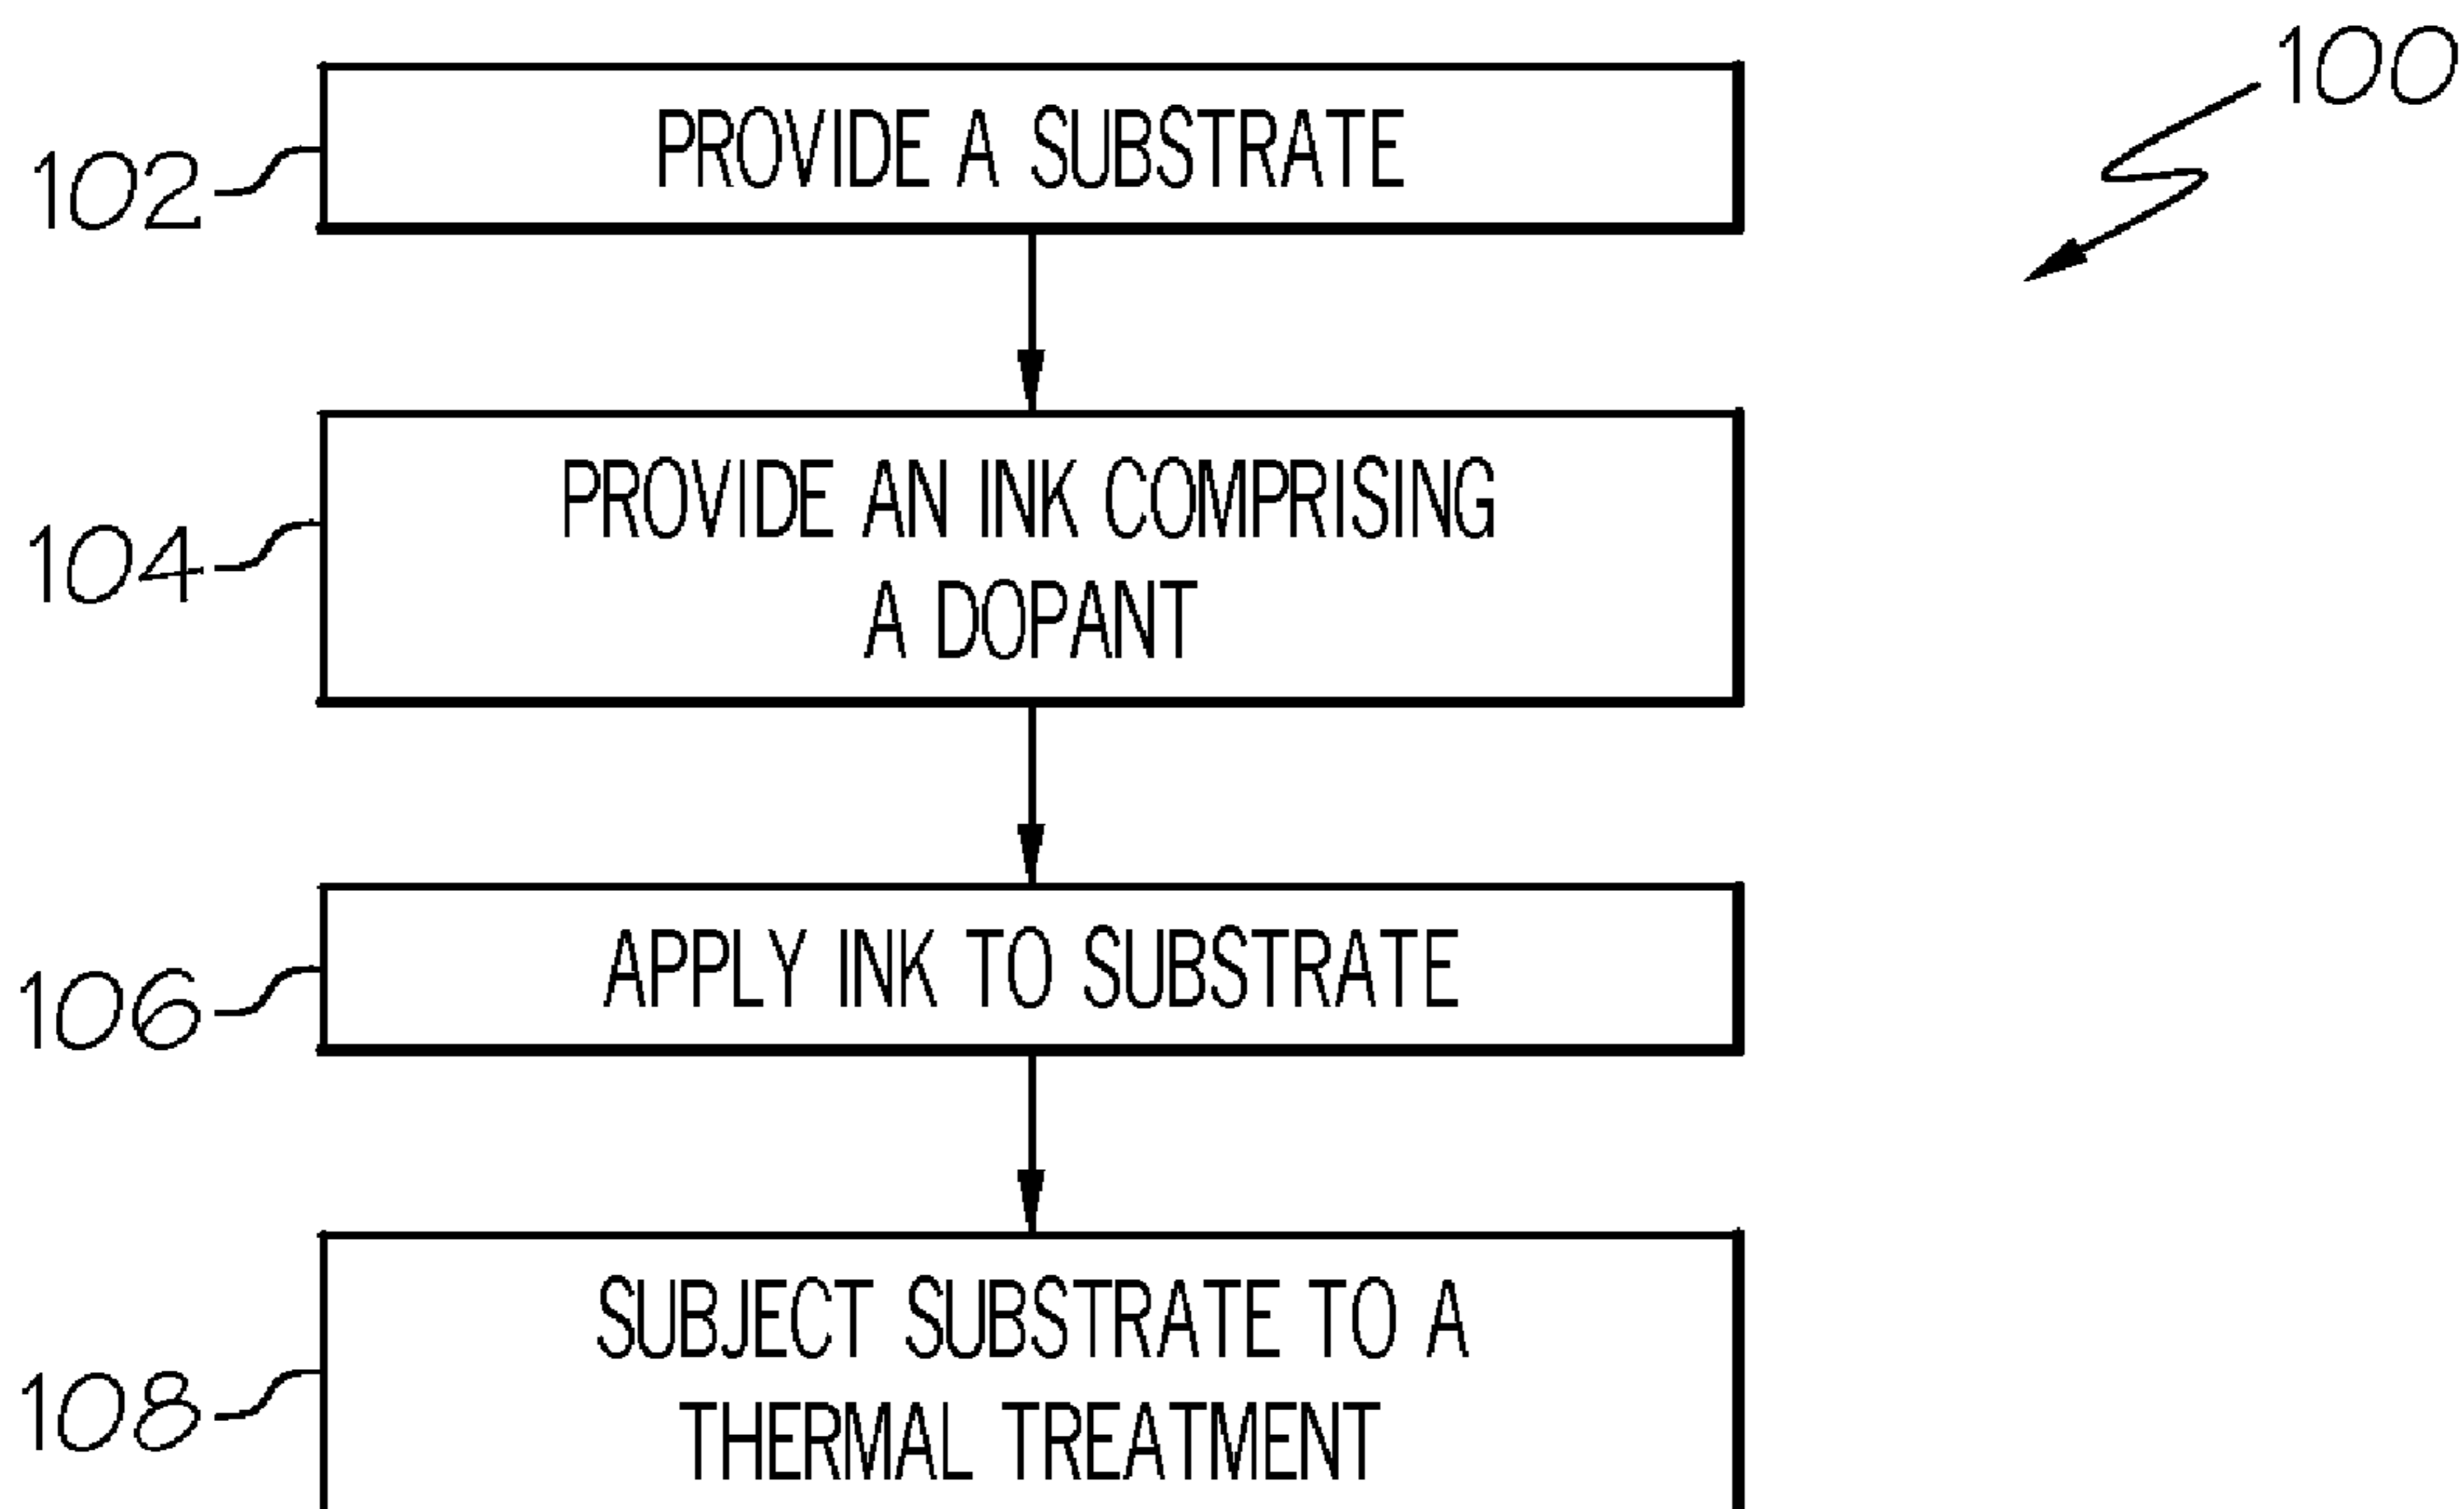 100
102
PROVIDE A SUBSTRATE
104
PROVIDE AN INK COMPRISING
A DOPANT
106
APPLY INK TO SUBSTRATE
108
SUBJECT SUBSTRATE TO A
THERMAL TREATMENT